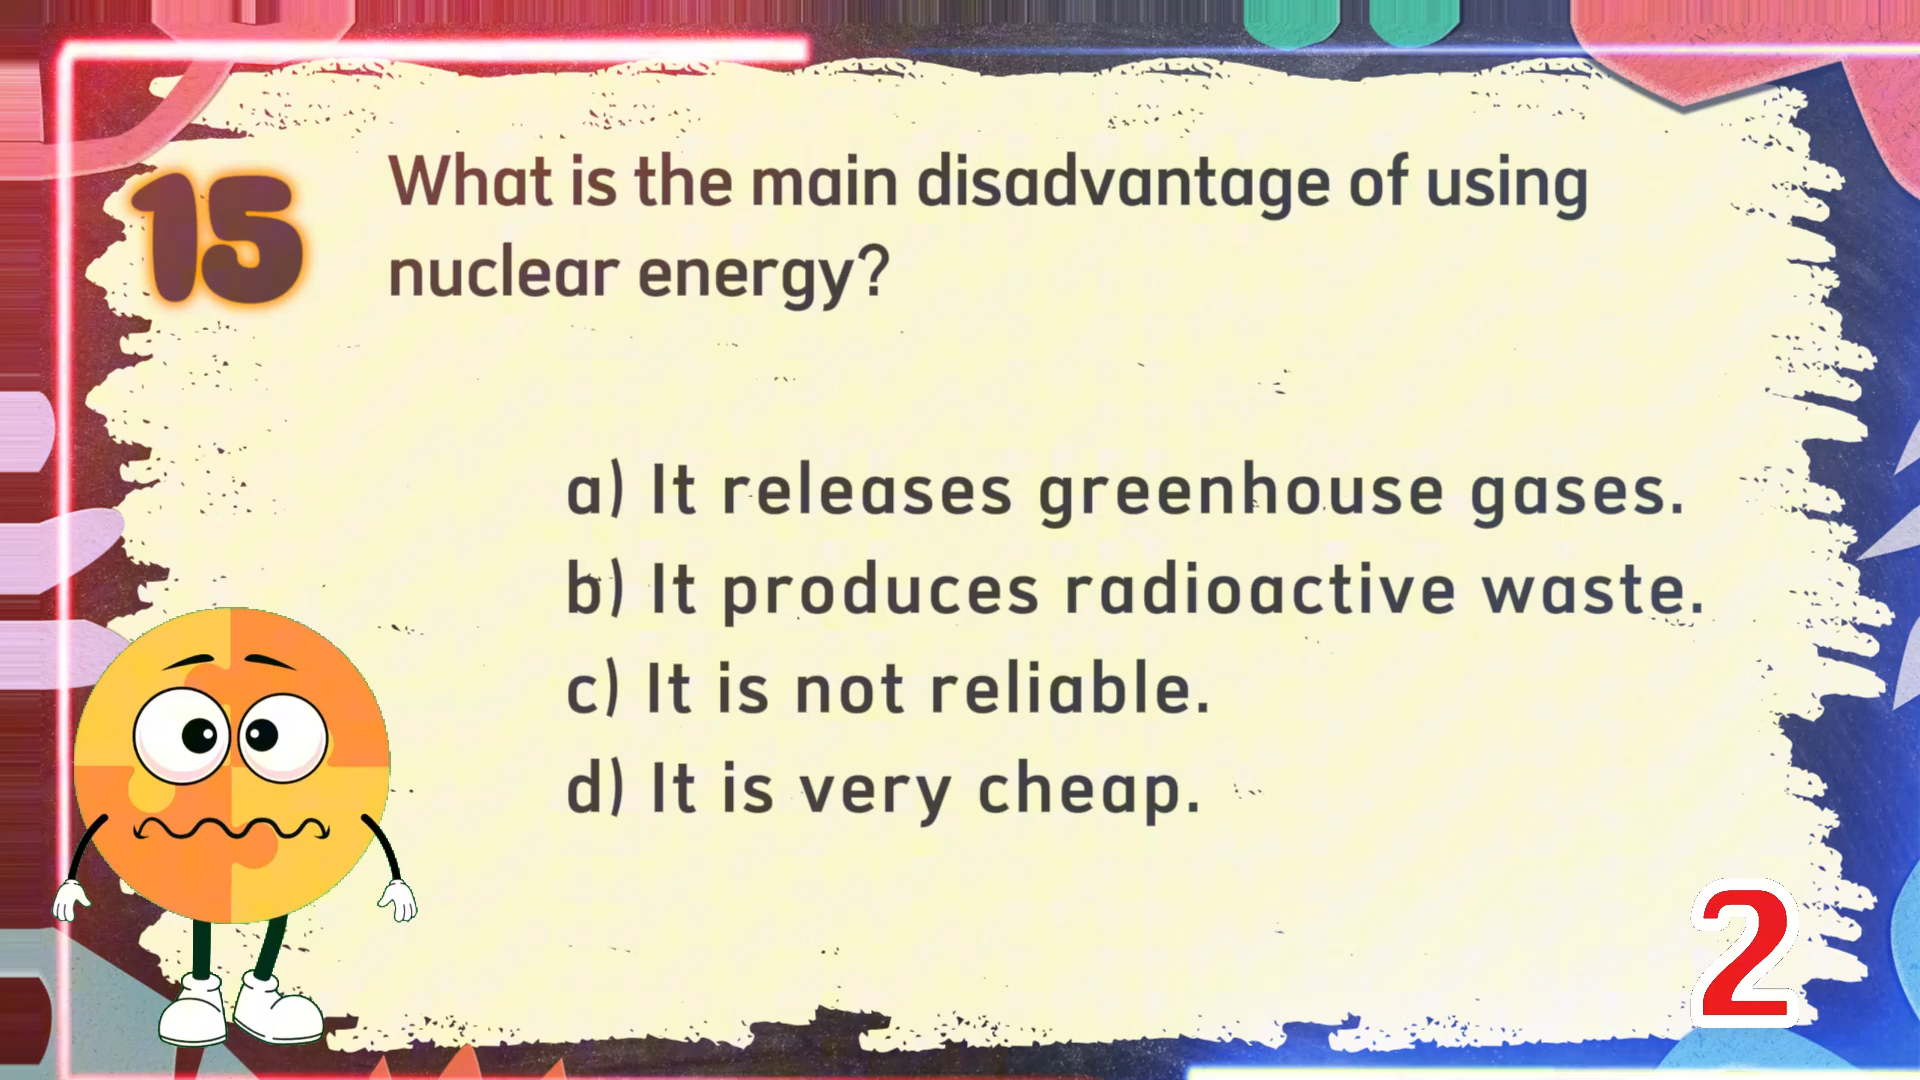 15
What is the main disadvantage of using
nuclear energy?
a) It releases greenhouse gases.
b) It produces radioactive waste.
c) It is not reliable.
d) It is very cheap.
2